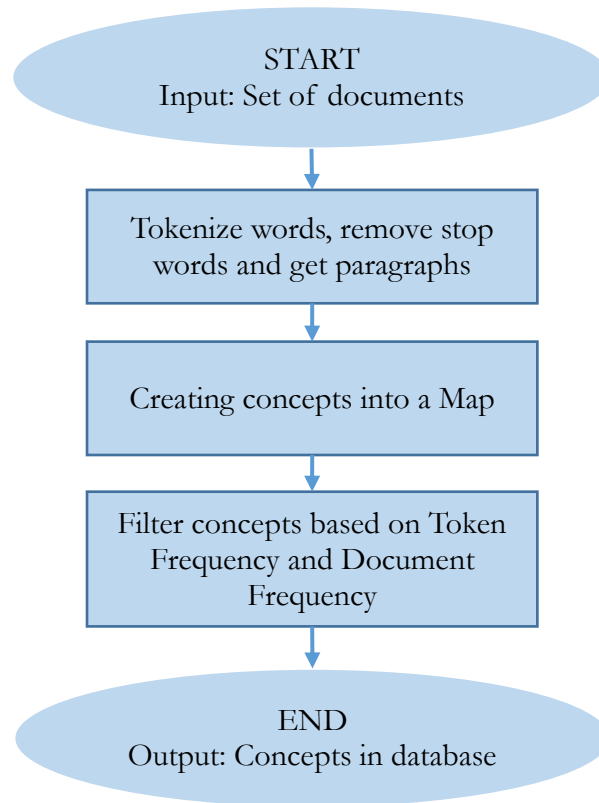 START
Input: Set of documents
Tokenize words, remove stop
words and get paragraphs
Creating concepts into a Map
Filter concepts based on Token
Frequency and Document
Frequency
END
Output: Concepts in database